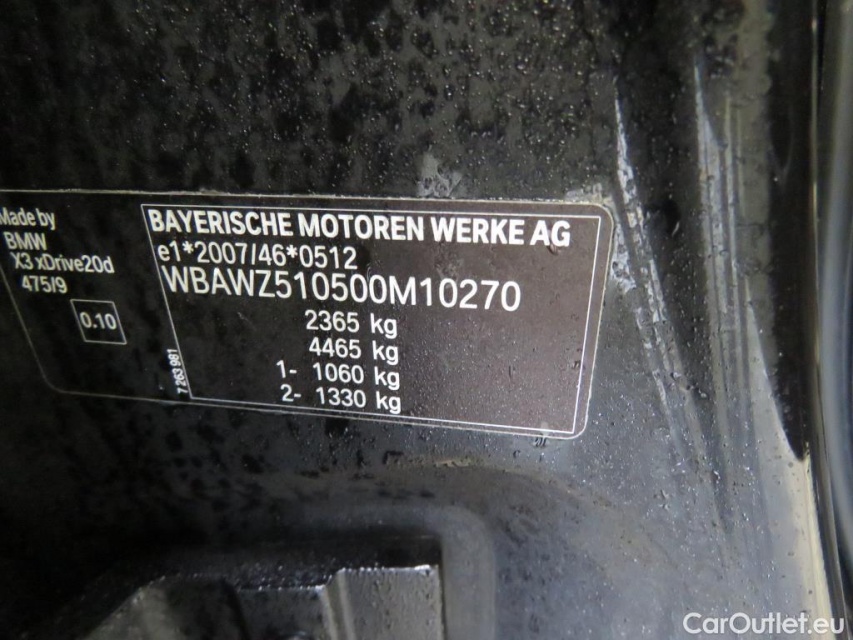 Made by
BMW
X3 xDrive20d
475/9
0.10
7 263 981
BAYERISCHE MOTOREN WERKE AG
e1*2007/46*0512
WBAWZ510500M10270
2365 kg
4465 kg
1- 1060 kg
2- 1330 kg
CarOutlet.eu